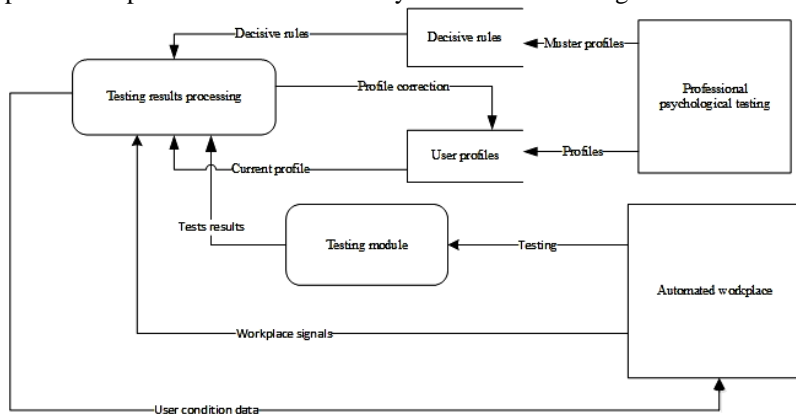 Decisive rules
Decisive rules
Muster profiles
Testing results processing
Profile correction
Professional
psychological testing
User profiles
Profiles
Current profile
Tests results
Testing module
Testing
Automated workplace
Workplace signals
User condition data